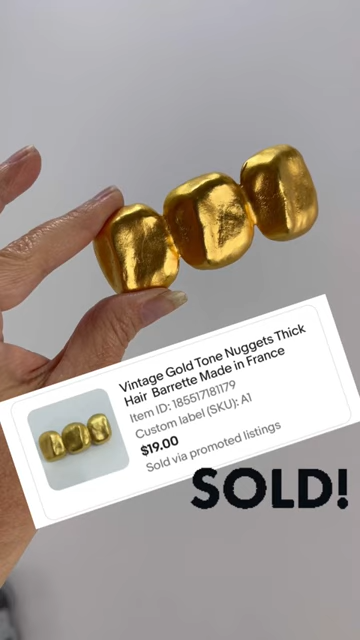 Vintage Gold Tone Nuggets Thick
Hair Barrette Made in France
Item ID: 185517181179
Custom label (SKU): A1
$19.00
Sold via promoted listings
SOLD!